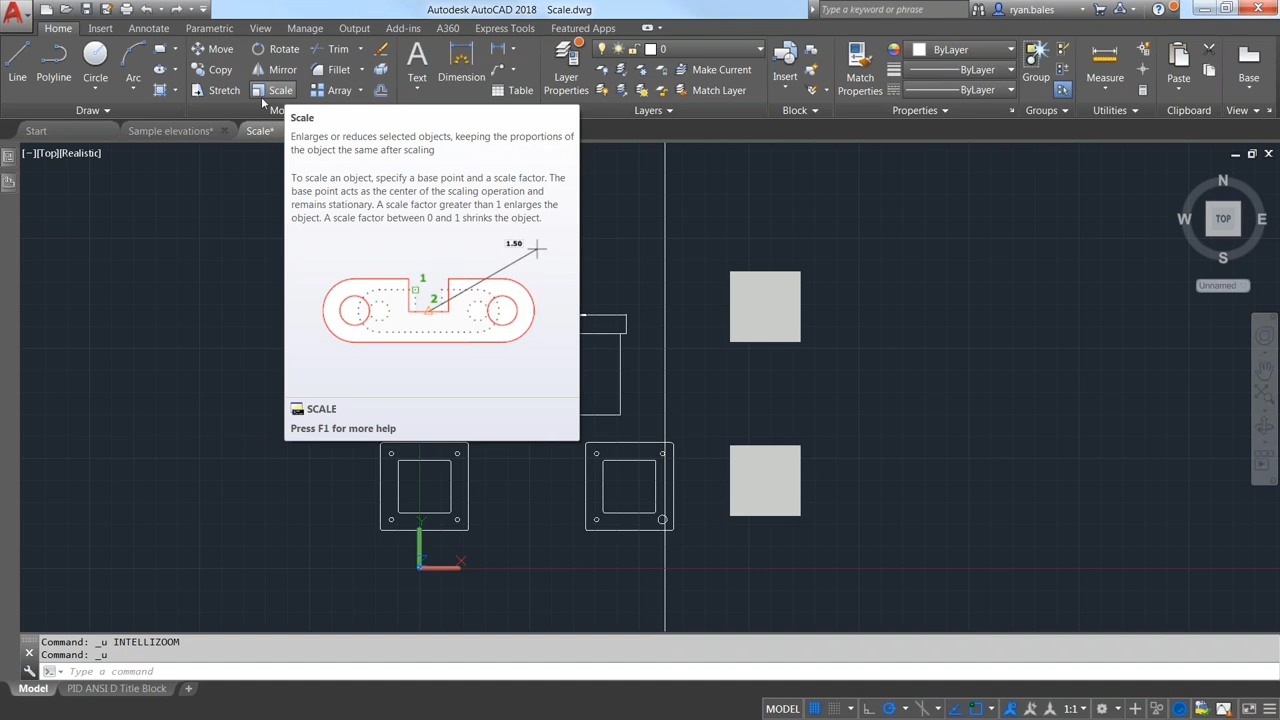 Autodesk AutoCAD 2018 Scale.dwg
Type a keyword or phrase
ryan.bales
Home Insert Annotate Parametric View Manage Output Add-ins A360 Express Tools Featured Apps
Line Polyline Circle Arc
Move Rotate Trim
Copy Mirror Fillet
Stretch Scale Array
Text Dimension
Table
Layer Properties
0
Make Current
Match Layer
Insert
Match Properties
ByLayer
ByLayer
ByLayer
Group
Measure
Paste
Base
Draw
Layers
Block
Properties
Groups
Utilities
Clipboard
View
Start Sample elevations* Scale*
[−][Top][Realistic]
Scale
Enlarges or reduces selected objects, keeping the proportions
of the object the same after scaling
To scale an object, specify a base point and a scale factor. The
base point acts as the center of the scaling operation and
remains stationary. A scale factor greater than 1 enlarges the
object. A scale factor between 0 and 1 shrinks the object.
1.50
1
2
SCALE
Press F1 for more help
N
W TOP E
S
Unnamed
Y
X
Command: _u INTELLIZOOM
Command: _u
Type a command
Model PID ANSI D Title Block
MODEL
1:1